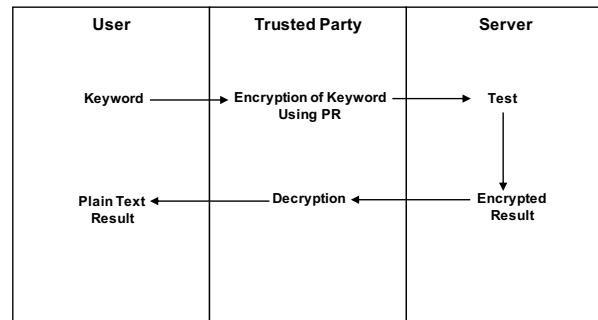 User
Trusted Party
Server
Keyword
Encryption of Keyword
Using PR
Test
Plain Text
Result
Decryption
Encrypted
Result